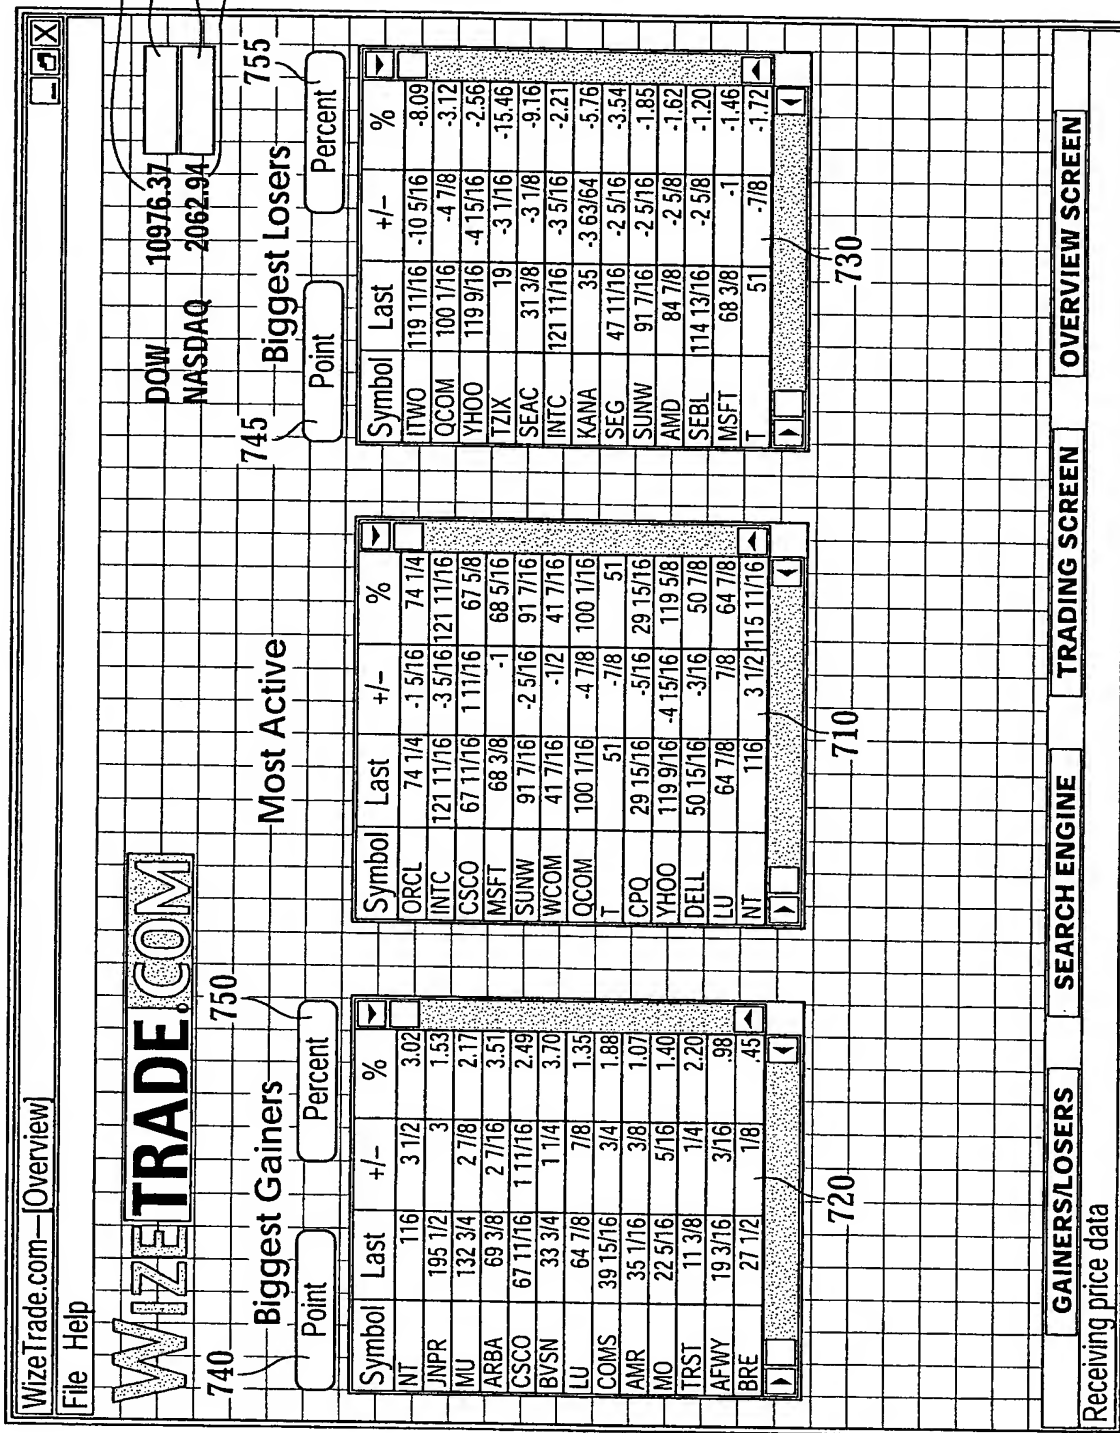 WizeTrade.com—[Overview]
File Help
WIZETRADE.COM
DOW 10976.37
NASDAQ 2062.94
740 Biggest Gainers 750
Point Percent
Symbol Last +/– %
NT 116 3 1/2 3.02
JNPR 195 1/2 3 1.53
MU 132 3/4 2 7/8 2.17
ARBA 69 3/8 2 7/16 3.51
CSCO 67 11/16 1 11/16 2.49
BVSN 33 3/4 1 1/4 3.70
LU 64 7/8 7/8 1.35
COMS 39 15/16 3/4 1.88
AMR 35 1/16 3/8 1.07
MO 22 5/16 5/16 1.40
TRST 11 3/8 1/4 2.20
AFWY 19 3/16 3/16 .98
BRE 27 1/2 1/8 .45
720
Most Active
Symbol Last +/– %
ORCL 74 1/4 -1 5/16 74 1/4
INTC 121 11/16 -3 5/16 121 11/16
CSCO 67 11/16 1 11/16 67 5/8
MSFT 68 3/8 -1 68 5/16
SUNW 91 7/16 -2 5/16 91 7/16
WCOM 41 7/16 -1/2 41 7/16
QCOM 100 1/16 -4 7/8 100 1/16
T 51 -7/8 51
CPQ 29 15/16 -5/16 29 15/16
YHOO 119 9/16 -4 15/16 119 5/8
DELL 50 15/16 -3/16 50 7/8
LU 64 7/8 7/8 64 7/8
NT 116 3 1/2 115 11/16
710
745 Biggest Losers 755
Point Percent
Symbol Last +/– %
ITWO 119 11/16 -10 5/16 -8.09
QCOM 100 1/16 -4 7/8 -3.12
YHOO 119 9/16 -4 15/16 -2.56
TZIX 19 -3 1/16 -15.46
SEAC 31 3/8 -3 1/8 -9.16
INTC 121 11/16 -3 5/16 -2.21
KANA 35 -3 63/64 -5.76
SEG 47 11/16 -2 5/16 -3.54
SUNW 91 7/16 -2 5/16 -1.85
AMD 84 7/8 -2 5/8 -1.62
SEBL 114 13/16 -2 5/8 -1.20
MSFT 68 3/8 -1 -1.46
T 51 -7/8 -1.72
730
GAINERS/LOSERS SEARCH ENGINE TRADING SCREEN OVERVIEW SCREEN
Receiving price data